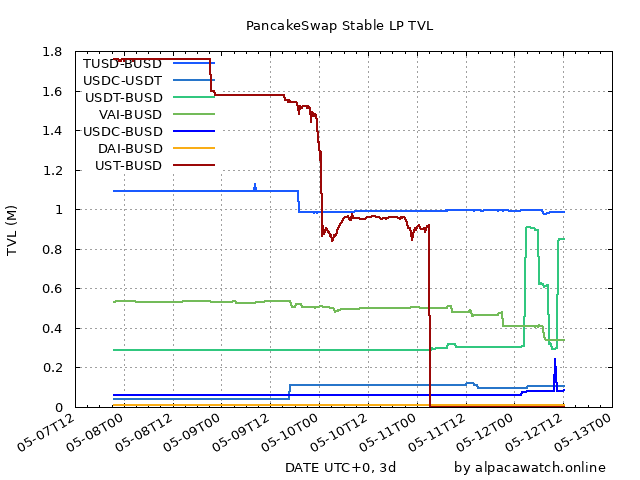 PancakeSwap Stable LP TVL
TVL (M)
1.8
1.6
1.4
1.2
1
0.8
0.6
0.4
0.2
0
TUSD-BUSD
USDC-USDT
USDT-BUSD
VAI-BUSD
USDC-BUSD
DAI-BUSD
UST-BUSD
05-07T12
05-08T00
05-08T12
05-09T00
05-09T12
05-10T00
05-10T12
05-11T00
05-11T12
05-12T00
05-12T12
05-13T00
DATE UTC+0, 3d
by alpacawatch.online